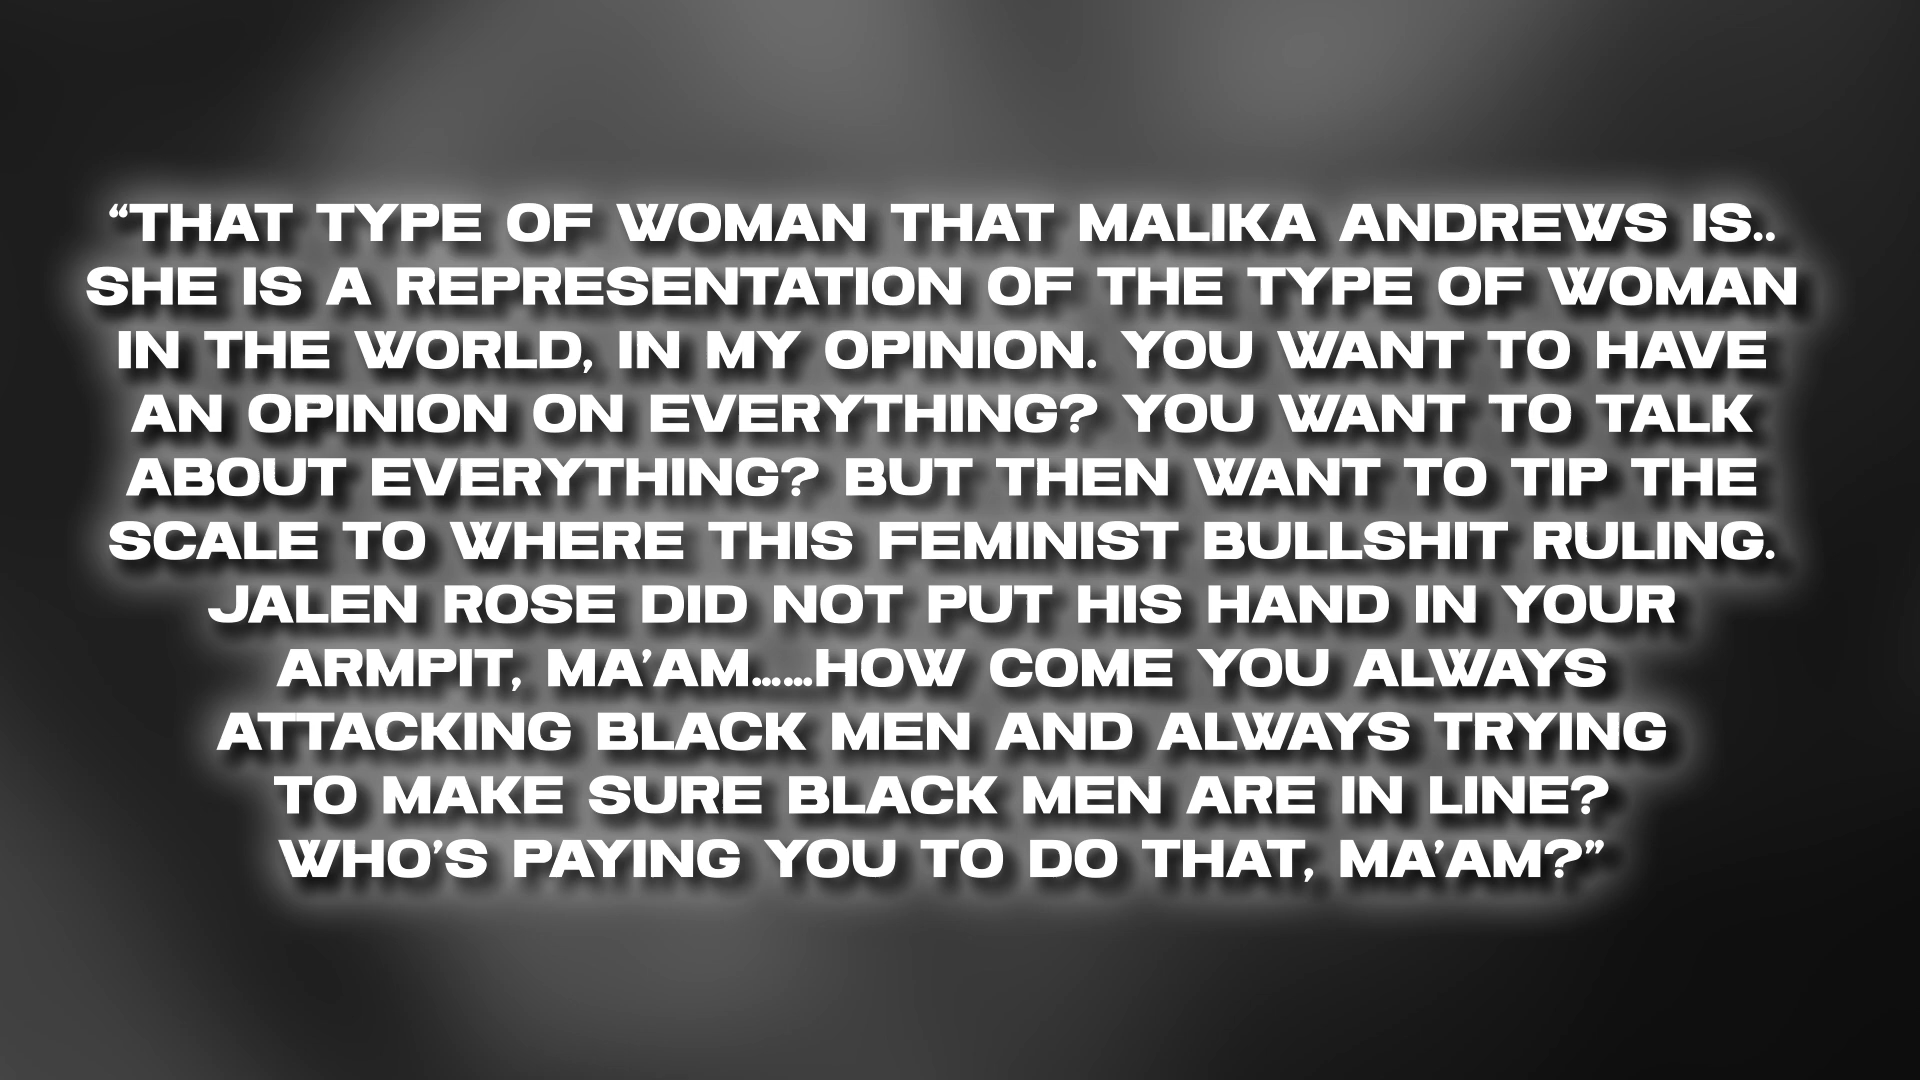 “THAT TYPE OF WOMAN THAT MALIKA ANDREWS IS..
SHE IS A REPRESENTATION OF THE TYPE OF WOMAN
IN THE WORLD, IN MY OPINION. YOU WANT TO HAVE
AN OPINION ON EVERYTHING? YOU WANT TO TALK
ABOUT EVERYTHING? BUT THEN WANT TO TIP THE
SCALE TO WHERE THIS FEMINIST BULLSHIT RULING.
JALEN ROSE DID NOT PUT HIS HAND IN YOUR
ARMPIT, MA’AM......HOW COME YOU ALWAYS
ATTACKING BLACK MEN AND ALWAYS TRYING
TO MAKE SURE BLACK MEN ARE IN LINE?
WHO’S PAYING YOU TO DO THAT, MA’AM?”